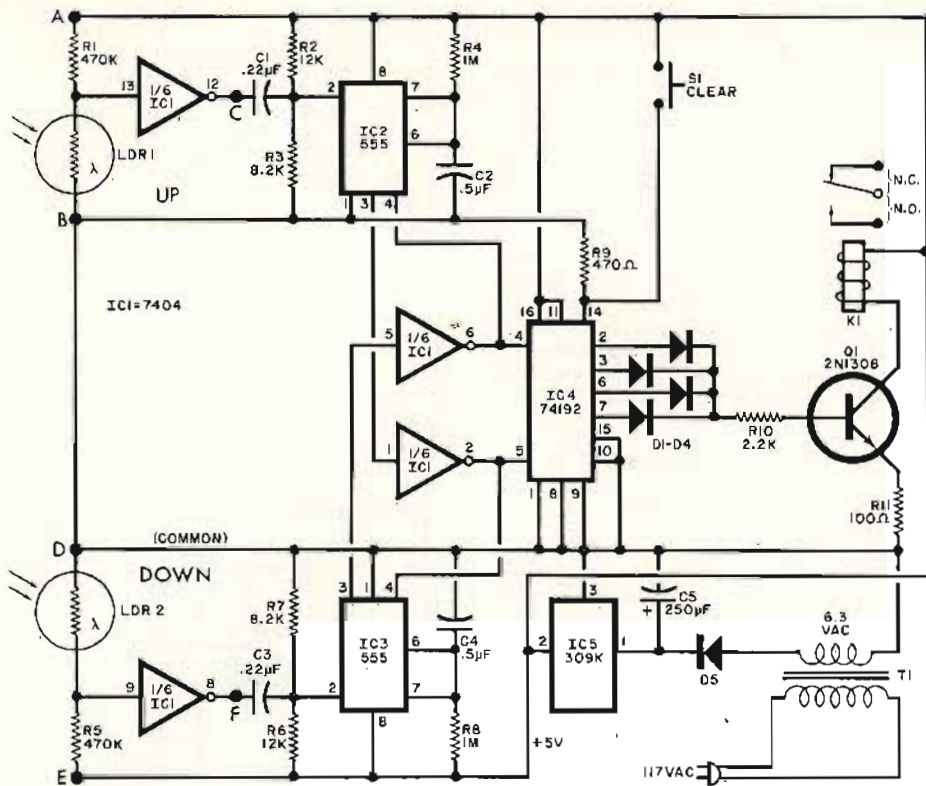 A
R1
470K
13
1/6
IC1
12
C
C1
.22µF
R2
12K
2
8
7
6
IC2
555
R4
1M
S1
CLEAR
LDR1
λ
UP
R3
8.2K
1
3
4
C2
.5µF
B
N.C.
N.O.
R9
470Ω
IC1=7404
K1
16
11
14
5
1/6
IC1
6
4
2
3
6
7
15
10
IC4
74192
D1-D4
R10
2.2K
Q1
2N1308
1
1/6
IC1
2
5
1
8
9
R11
100Ω
D
(COMMON)
DOWN
LDR 2
λ
R7
8.2K
3
1
4
IC3
555
6
7
2
8
C4
.5µF
3
2
IC5
309K
1
C5
+
250µF
D5
6.3
VAC
T1
9
1/6
IC1
8
F
C3
.22µF
R5
470K
R6
12K
R8
1M
+5V
117VAC
E